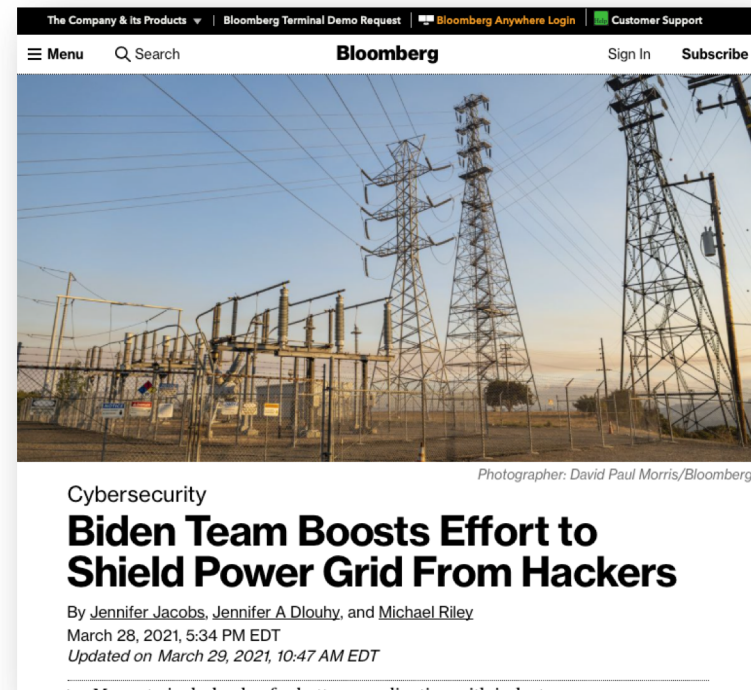 The Company & its Products ▼ | Bloomberg Terminal Demo Request | Bloomberg Anywhere Login | Customer Support
Menu Search Bloomberg Sign In Subscribe
Photographer: David Paul Morris/Bloomberg
Cybersecurity
Biden Team Boosts Effort to
Shield Power Grid From Hackers
By Jennifer Jacobs, Jennifer A Dlouhy, and Michael Riley
March 28, 2021, 5:34 PM EDT
Updated on March 29, 2021, 10:47 AM EDT